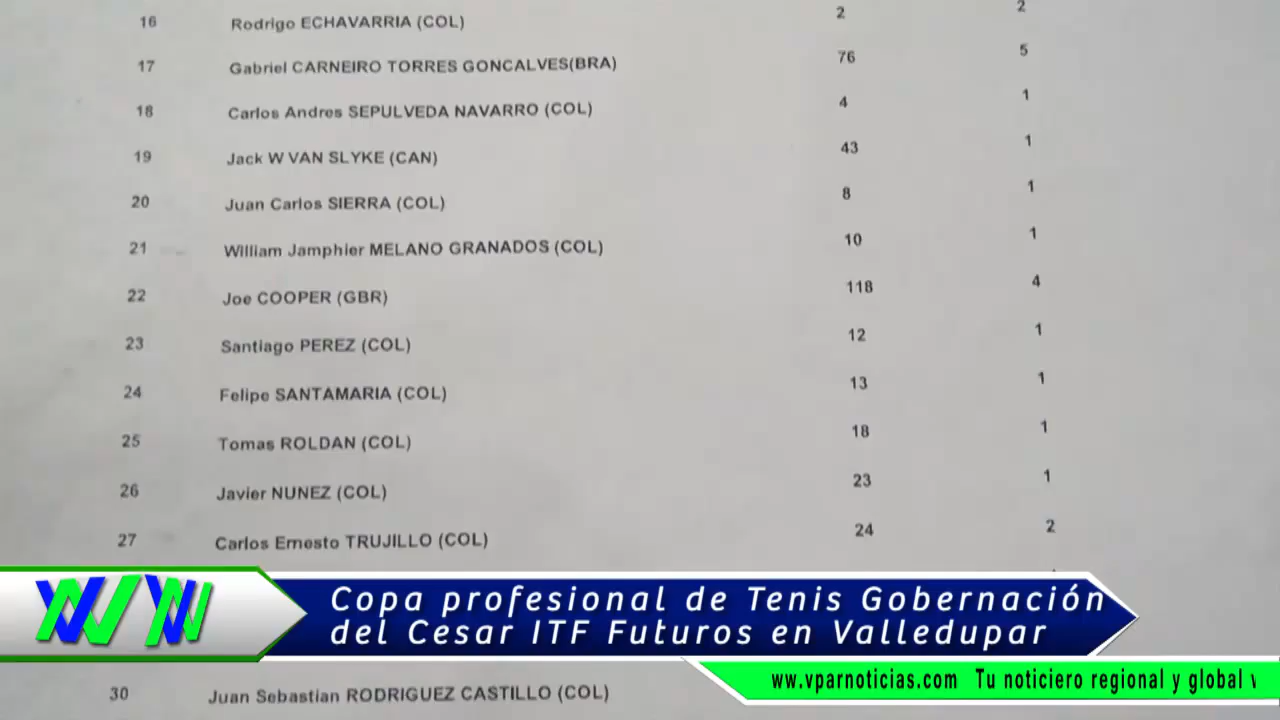 16 Rodrigo ECHAVARRIA (COL) 2 2
17 Gabriel CARNEIRO TORRES GONCALVES(BRA) 76 5
18 Carlos Andres SEPULVEDA NAVARRO (COL) 4 1
19 Jack W VAN SLYKE (CAN) 43 1
20 Juan Carlos SIERRA (COL) 8 1
21 William Jamphier MELANO GRANADOS (COL) 10 1
22 Joe COOPER (GBR) 118 4
23 Santiago PEREZ (COL) 12 1
24 Felipe SANTAMARIA (COL) 13 1
25 Tomas ROLDAN (COL) 18 1
26 Javier NUNEZ (COL) 23 1
27 Carlos Ernesto TRUJILLO (COL) 24 2
Copa profesional de Tenis Gobernación
del Cesar ITF Futuros en Valledupar
ww.vparnoticias.com Tu noticiero regional y global
30 Juan Sebastian RODRIGUEZ CASTILLO (COL)